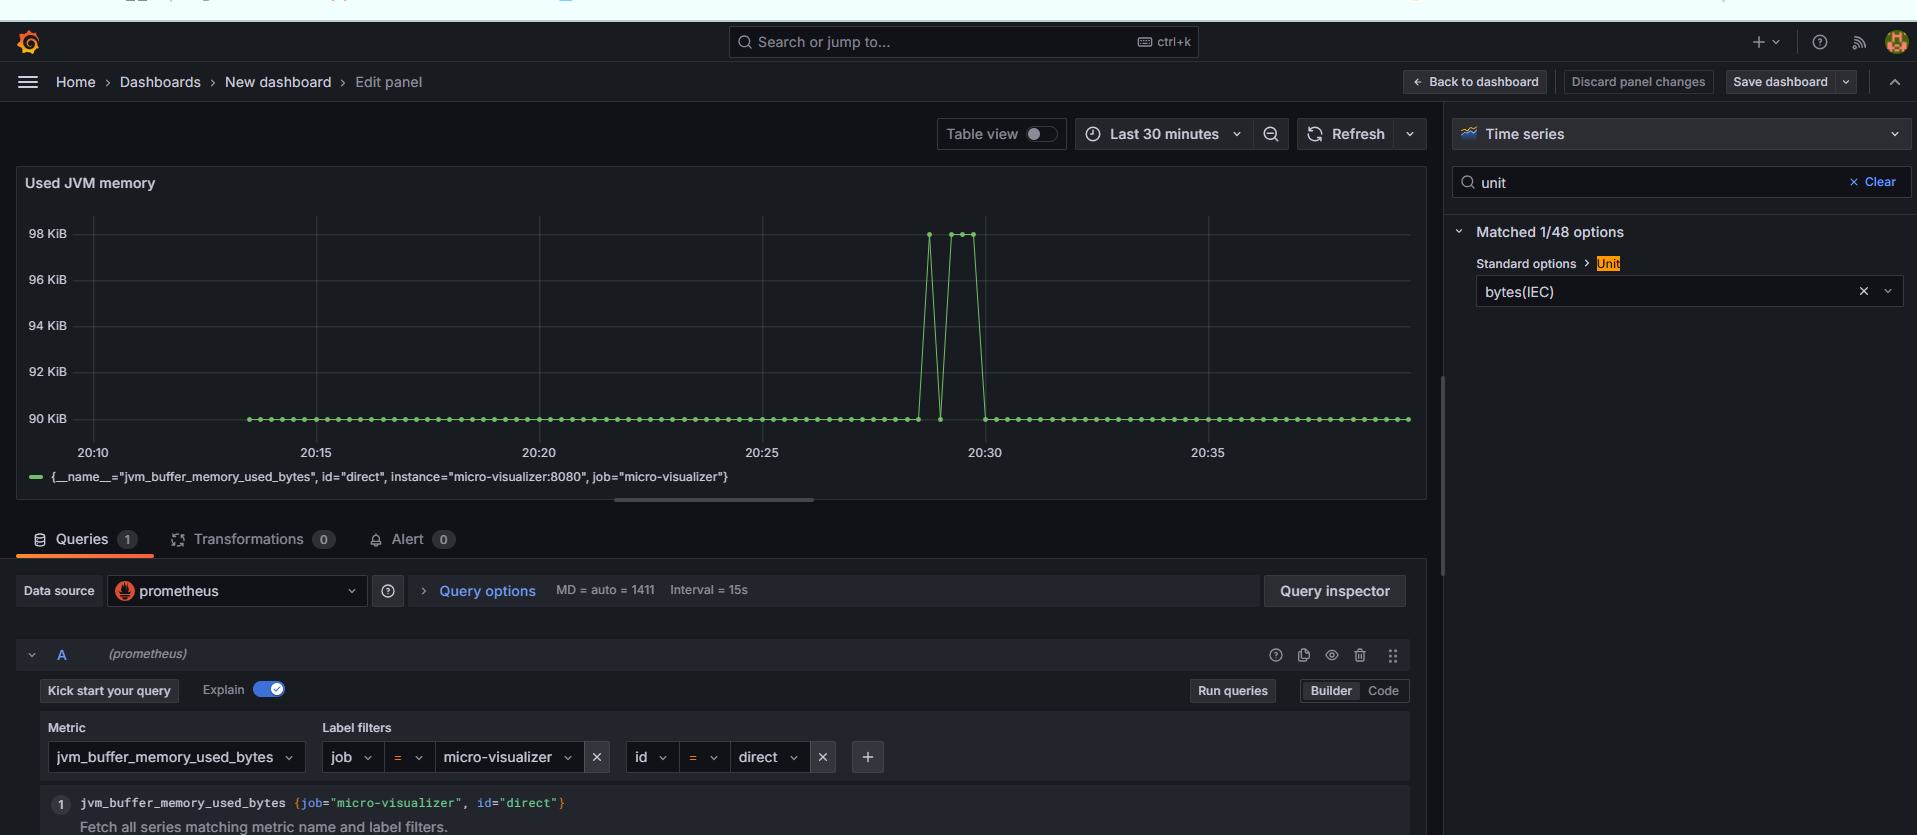 Search or jump to...
ctrl+k
Home › Dashboards › New dashboard › Edit panel
Back to dashboard
Discard panel changes
Save dashboard
Table view
Last 30 minutes
Refresh
Time series
Used JVM memory
unit
Clear
98 KiB
96 KiB
94 KiB
92 KiB
90 KiB
20:10
20:15
20:20
20:25
20:30
20:35
{__name__="jvm_buffer_memory_used_bytes", id="direct", instance="micro-visualizer:8080", job="micro-visualizer"}
Matched 1/48 options
Standard options › Unit
bytes(IEC)
Queries 1
Transformations 0
Alert 0
Data source
prometheus
Query options
MD = auto = 1411
Interval = 15s
Query inspector
A
(prometheus)
Kick start your query
Explain
Run queries
Builder
Code
Metric
Label filters
jvm_buffer_memory_used_bytes
job = micro-visualizer
id = direct
1 jvm_buffer_memory_used_bytes {job="micro-visualizer", id="direct"}
Fetch all series matching metric name and label filters.